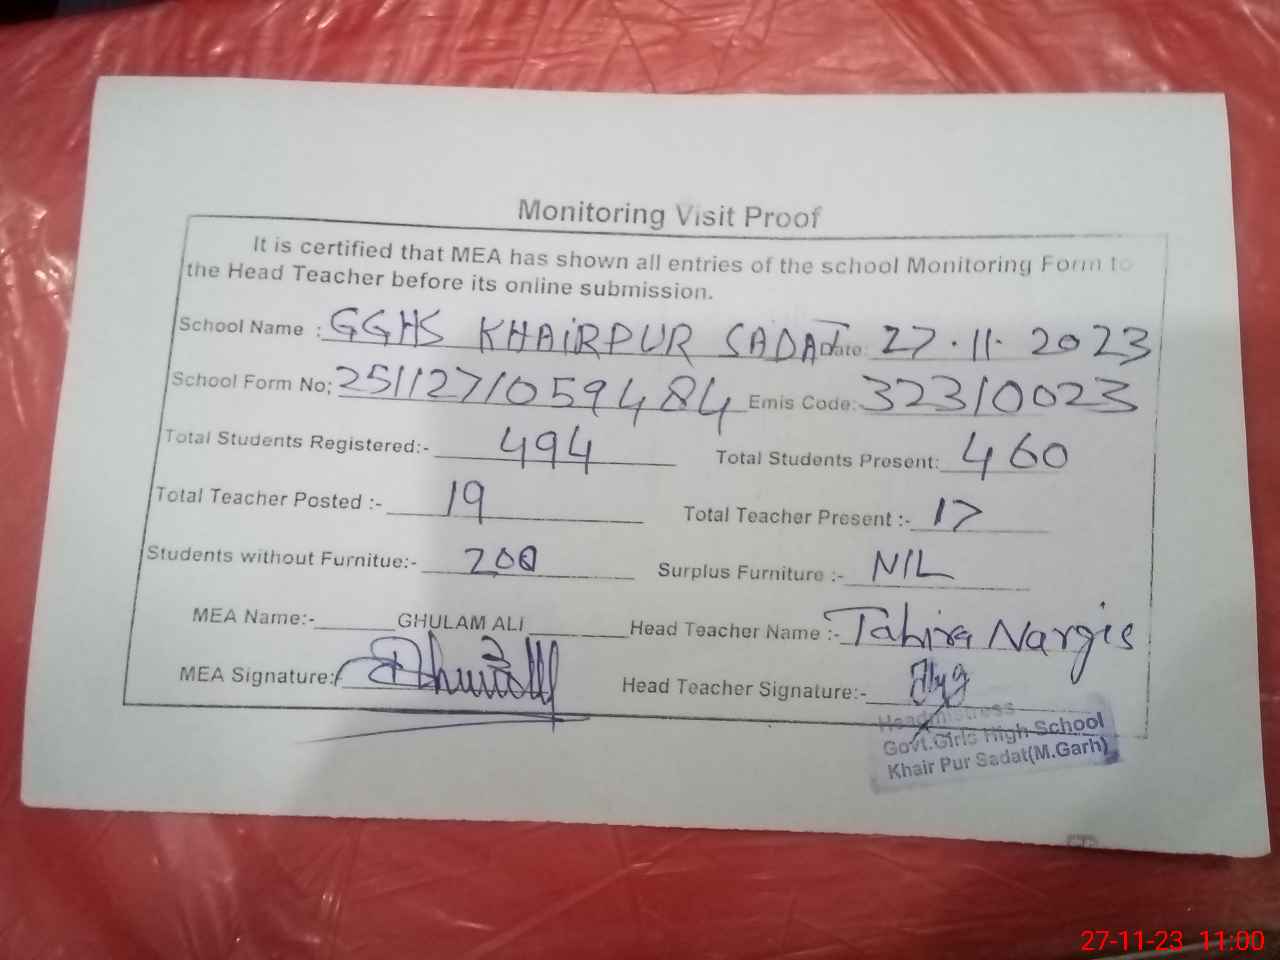 Monitoring Visit Proof
It is certified that MEA has shown all entries of the school Monitoring Form to
the Head Teacher before its online submission.
School Name : GGHS KHAIRPUR SADAT Date: 27.11.2023
School Form No; 251127105948 4 Emis Code: 32310023
Total Students Registered:- 494 Total Students Present: 460
Total Teacher Posted :- 19 Total Teacher Present :- 17
Students without Furnitue:- 200 Surplus Furniture :- NIL
MEA Name:- GHULAM ALI Head Teacher Name :- Tahira Nargis
MEA Signature: Head Teacher Signature:-
Headmistress
Govt.Girls High School
Khair Pur Sadat(M.Garh)
27-11-23 11:00